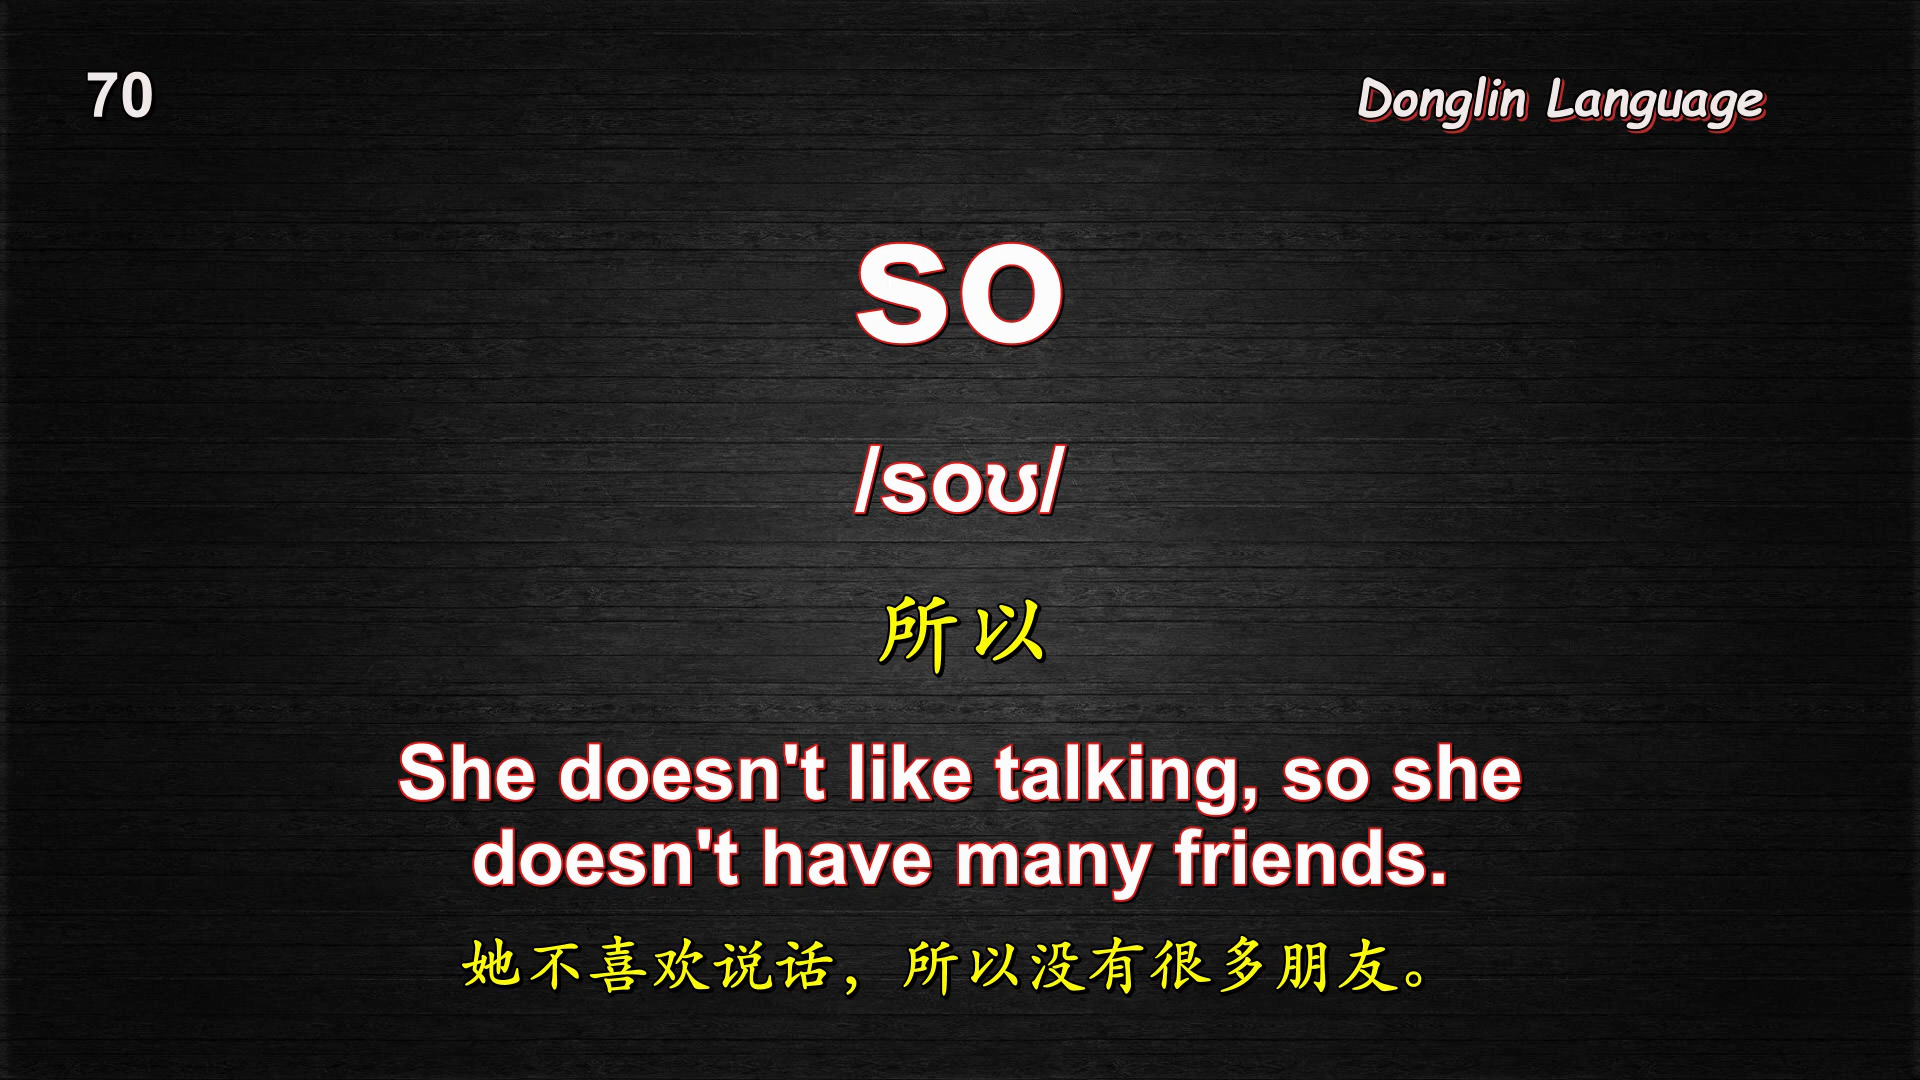 70
Donglin Language
so
/soʊ/
所以
She doesn't like talking, so she
doesn't have many friends.
她不喜欢说话，所以没有很多朋友。